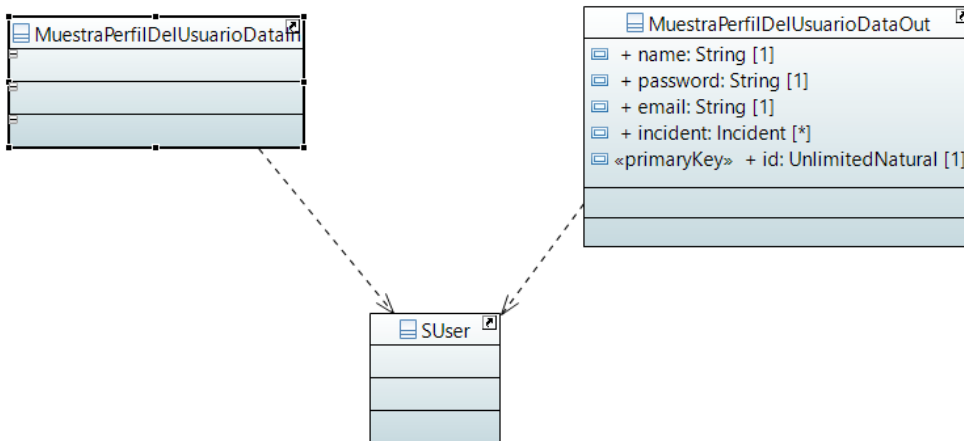 MuestraPerfilDelUsuarioDataIn
MuestraPerfilDelUsuarioDataOut
+ name: String [1]
+ password: String [1]
+ email: String [1]
+ incident: Incident [*]
«primaryKey» + id: UnlimitedNatural [1]
SUser